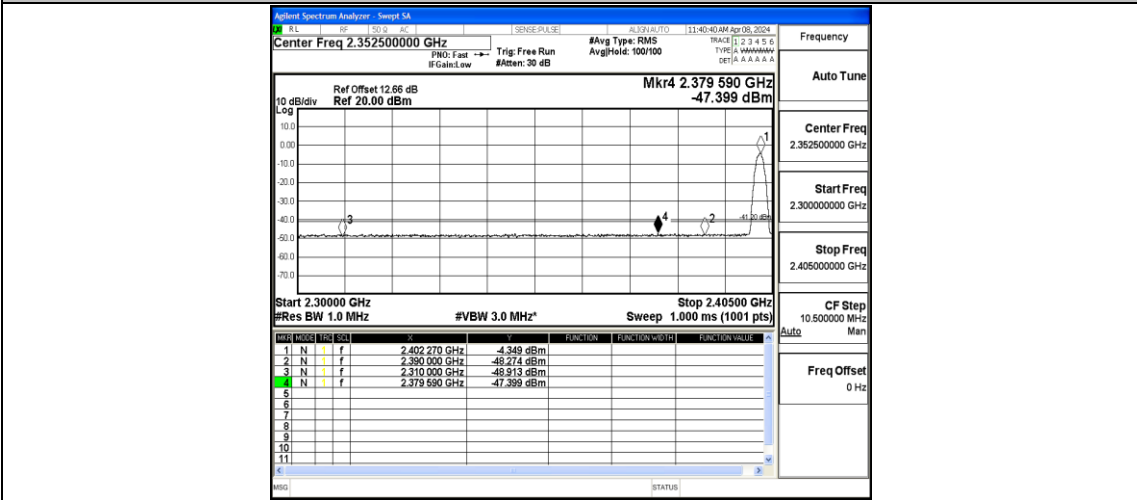 Agilent Spectrum Analyzer - Swept SA
RL RF 50 Ω AC SENSE:PULSE ALIGN AUTO 11:40:40 AM Apr 08, 2024
Center Freq 2.352500000 GHz
PNO: Fast
IFGain:Low
Trig: Free Run
#Atten: 30 dB
#Avg Type: RMS
Avg|Hold: 100/100
TRACE 1 2 3 4 5 6
TYPE A WWWWW
DET A A A A A A
Frequency
Auto Tune
Center Freq
2.352500000 GHz
Start Freq
2.300000000 GHz
Stop Freq
2.405000000 GHz
CF Step
10.500000 MHz
Auto Man
Freq Offset
0 Hz
Mkr4 2.379 590 GHz
-47.399 dBm
Ref Offset 12.66 dB
10 dB/div Ref 20.00 dBm
Log
10.0
0.00
-10.0
-20.0
-30.0
-40.0
-50.0
-60.0
-70.0
1
2
3
4
-41.20 dBm
Start 2.30000 GHz Stop 2.40500 GHz
#Res BW 1.0 MHz #VBW 3.0 MHz* Sweep 1.000 ms (1001 pts)
MKR MODE TRC SCL X Y FUNCTION FUNCTION WIDTH FUNCTION VALUE
1 N 1 f 2.402 270 GHz -4.349 dBm
2 N 1 f 2.390 000 GHz -48.274 dBm
3 N 1 f 2.310 000 GHz -48.913 dBm
4 N 1 f 2.379 590 GHz -47.399 dBm
5
6
7
8
9
10
11
MSG STATUS